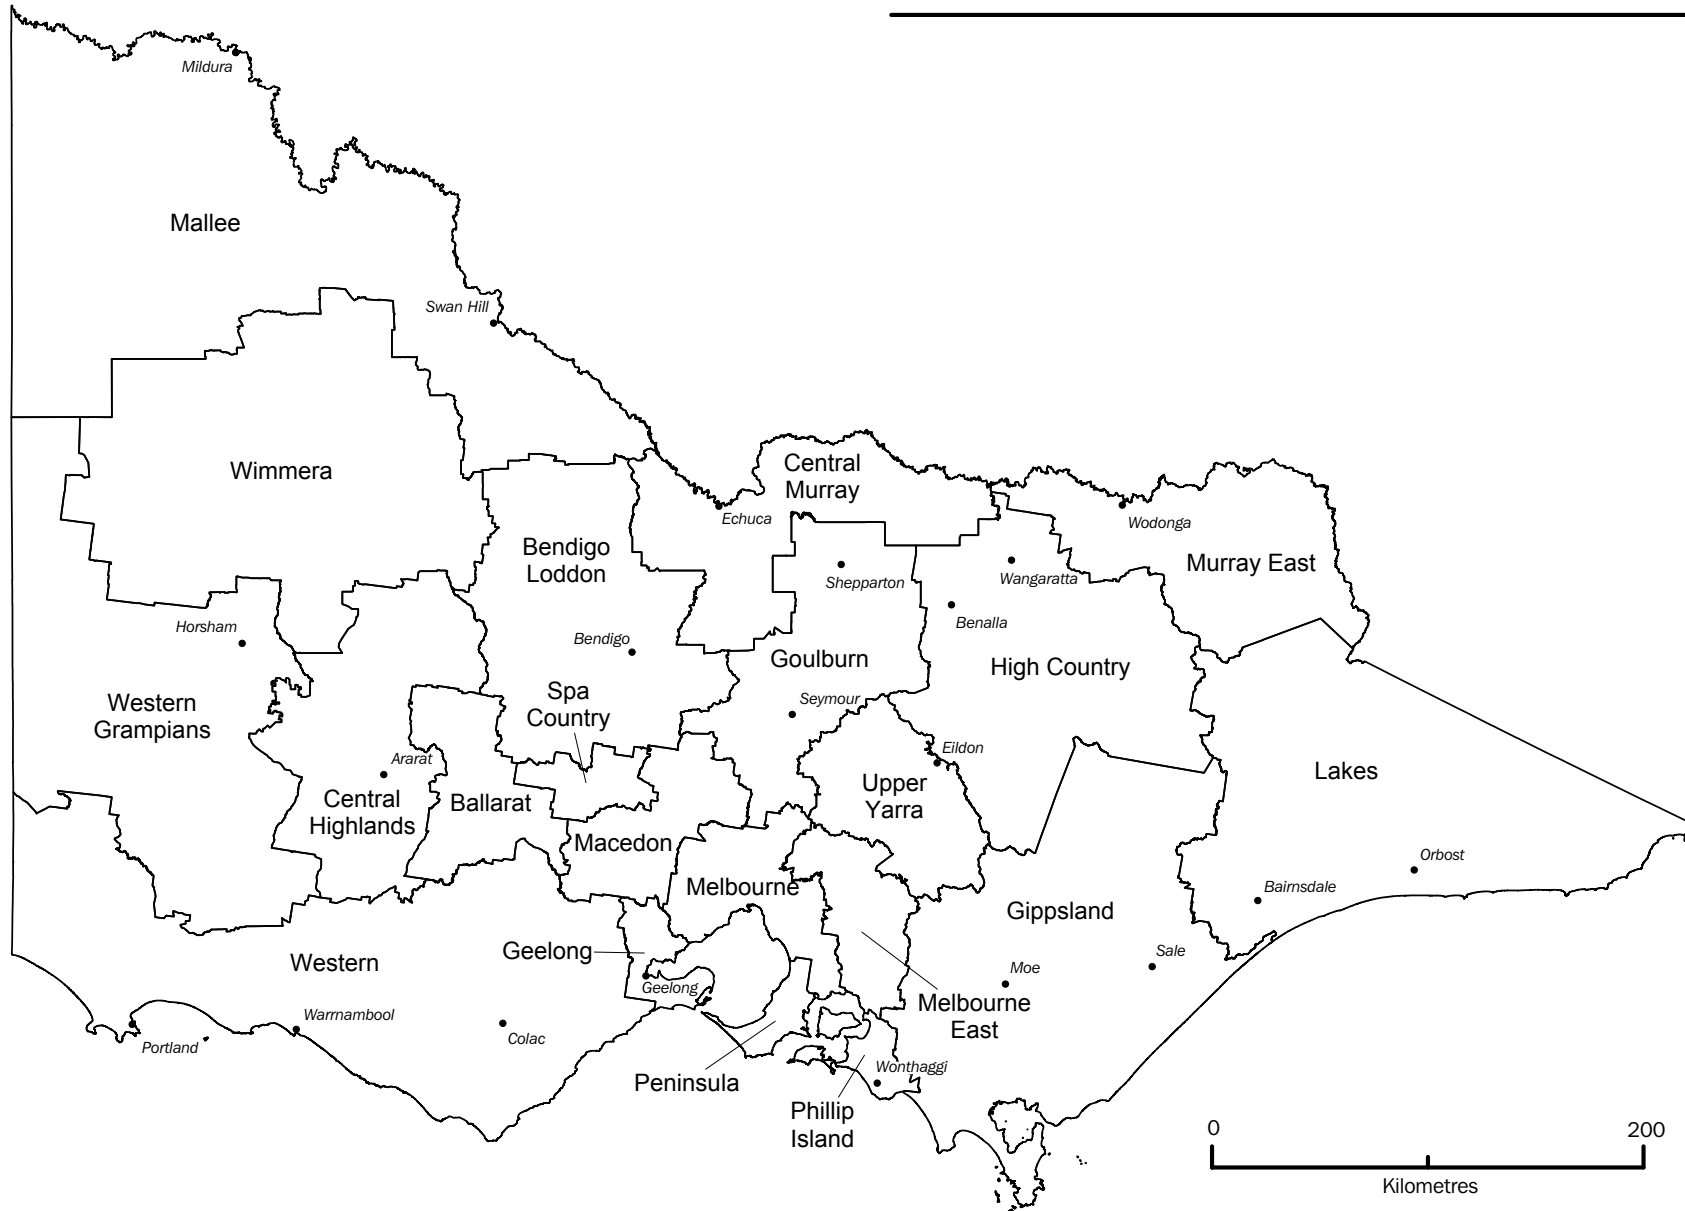 Mildura
Mallee
Swan Hill
Wimmera
Central
Murray
Echuca
Wodonga
Bendigo
Loddon
Murray East
Shepparton
Wangaratta
Benalla
Horsham
Bendigo
Goulburn
High Country
Western
Grampians
Spa
Country
Seymour
Eildon
Ararat
Lakes
Upper
Yarra
Central
Highlands
Ballarat
Macedon
Orbost
Melbourne
Bairnsdale
Gippsland
Geelong
Western
Sale
Moe
Geelong
Melbourne
East
Warrnambool
Portland
Colac
Peninsula
Wonthaggi
Phillip
Island
0
200
Kilometres